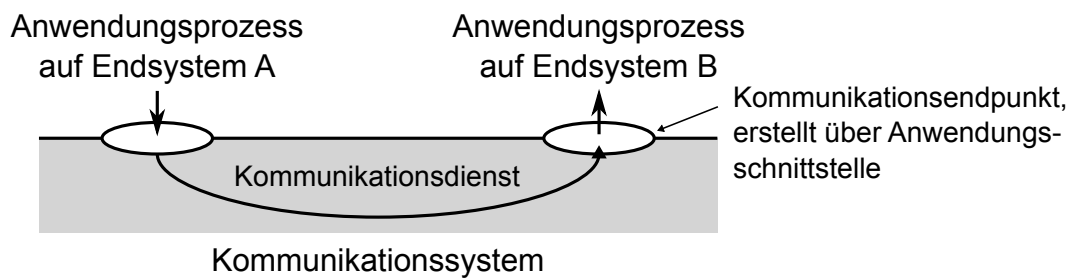 Anwendungsprozess
auf Endsystem A
Anwendungsprozess
auf Endsystem B
Kommunikationsendpunkt,
erstellt über Anwendungs-
schnittstelle
Kommunikationsdienst
Kommunikationssystem